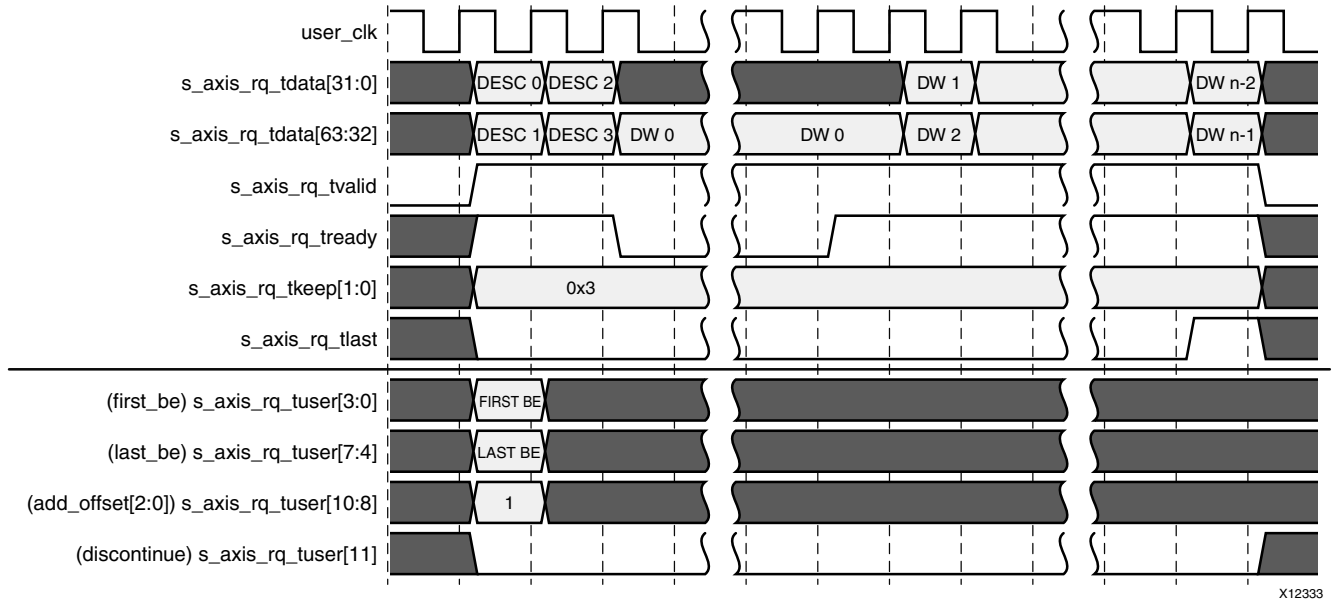 user_clk
s_axis_rq_tdata[31:0] DESC 0 DESC 2 DW 1 DW n-2
s_axis_rq_tdata[63:32] DESC 1 DESC 3 DW 0 DW 0 DW 2 DW n-1
s_axis_rq_tvalid
s_axis_rq_tready
s_axis_rq_tkeep[1:0] 0x3
s_axis_rq_tlast
(first_be) s_axis_rq_tuser[3:0] FIRST BE
(last_be) s_axis_rq_tuser[7:4] LAST BE
(add_offset[2:0]) s_axis_rq_tuser[10:8] 1
(discontinue) s_axis_rq_tuser[11]
X12333